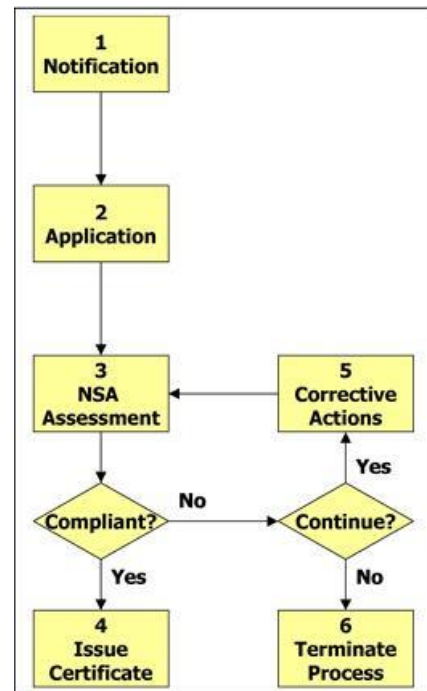 1
Notification
2
Application
3
NSA
Assessment
5
Corrective
Actions
Yes
Compliant?
No
Continue?
Yes
No
4
Issue
Certificate
6
Terminate
Process